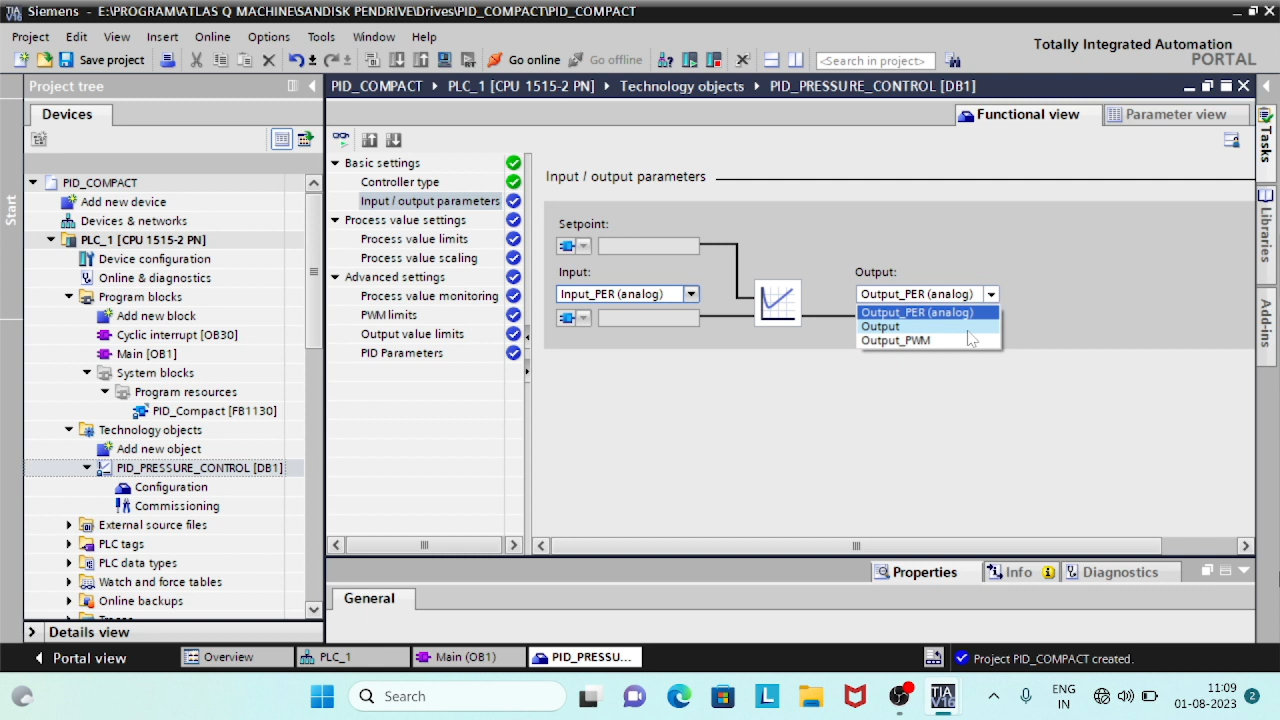 Siemens - E:\PROGRAM\ATLAS Q MACHINE\SANDISK PENDRIVE\Drives\PID_COMPACT\PID_COMPACT
Project Edit View Insert Online Options Tools Window Help
Totally Integrated Automation
PORTAL
Save project
Go online
Go offline
<Search in project>
Project tree
PID_COMPACT
PLC_1 [CPU 1515-2 PN]
Technology objects
PID_PRESSURE_CONTROL [DB1]
Devices
Functional view
Parameter view
Start
PID_COMPACT
Add new device
Devices & networks
PLC_1 [CPU 1515-2 PN]
Device configuration
Online & diagnostics
Program blocks
Add new block
Cyclic interrupt [OB30]
Main [OB1]
System blocks
Program resources
PID_Compact [FB1130]
Technology objects
Add new object
PID_PRESSURE_CONTROL [DB1]
Configuration
Commissioning
External source files
PLC tags
PLC data types
Watch and force tables
Online backups
Details view
Basic settings
Controller type
Input / output parameters
Process value settings
Process value limits
Process value scaling
Advanced settings
Process value monitoring
PWM limits
Output value limits
PID Parameters
Input / output parameters
Setpoint:
Input:
Input_PER (analog)
Output:
Output_PER (analog)
Output_PER (analog)
Output
Output_PWM
Tasks
Libraries
Add-ins
Properties
Info
Diagnostics
General
Portal view
Overview
PLC_1
Main (OB1)
PID_PRESSU...
Project PID_COMPACT created.
Search
L
TIA
V16
ENG
IN
11:09
01-08-2023
2